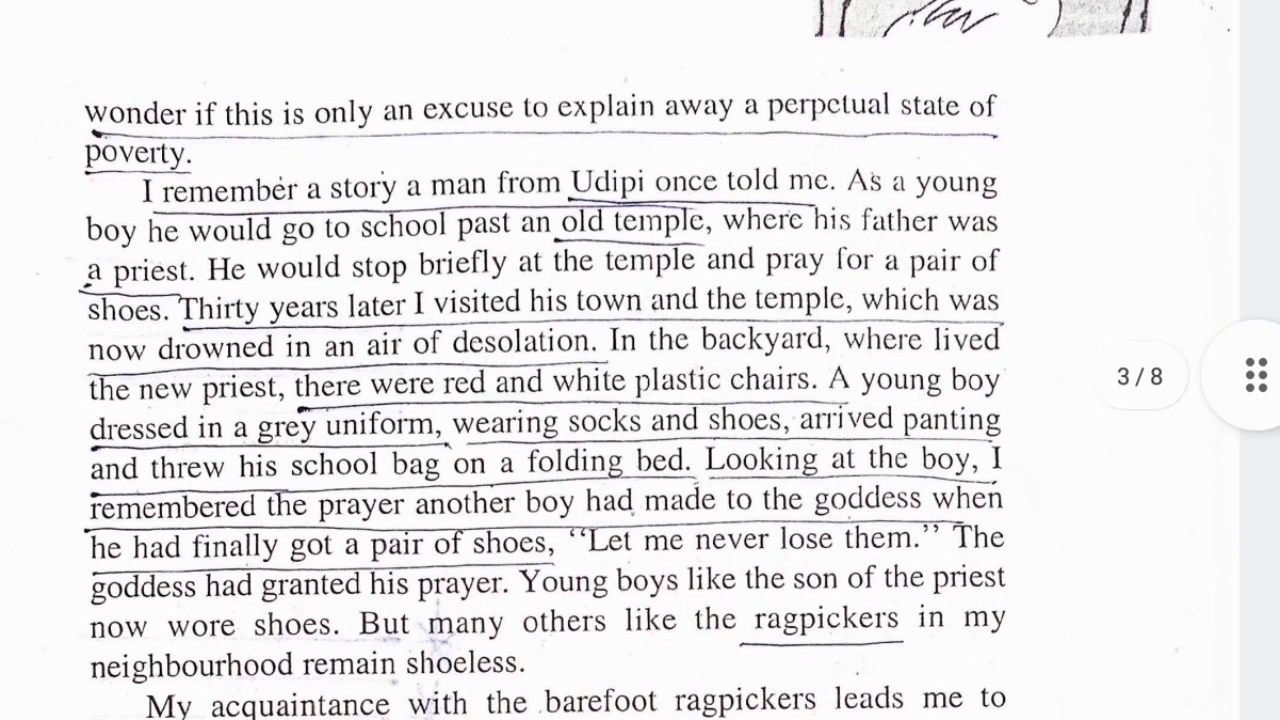 wonder if this is only an excuse to explain away a perpetual state of
poverty.
I remember a story a man from Udipi once told me. As a young
boy he would go to school past an old temple, where his father was
a priest. He would stop briefly at the temple and pray for a pair of
shoes. Thirty years later I visited his town and the temple, which was
now drowned in an air of desolation. In the backyard, where lived
the new priest, there were red and white plastic chairs. A young boy
dressed in a grey uniform, wearing socks and shoes, arrived panting
and threw his school bag on a folding bed. Looking at the boy, I
remembered the prayer another boy had made to the goddess when
he had finally got a pair of shoes, “Let me never lose them.” The
goddess had granted his prayer. Young boys like the son of the priest
now wore shoes. But many others like the ragpickers in my
neighbourhood remain shoeless.
My acquaintance with the barefoot ragpickers leads me to
3/8